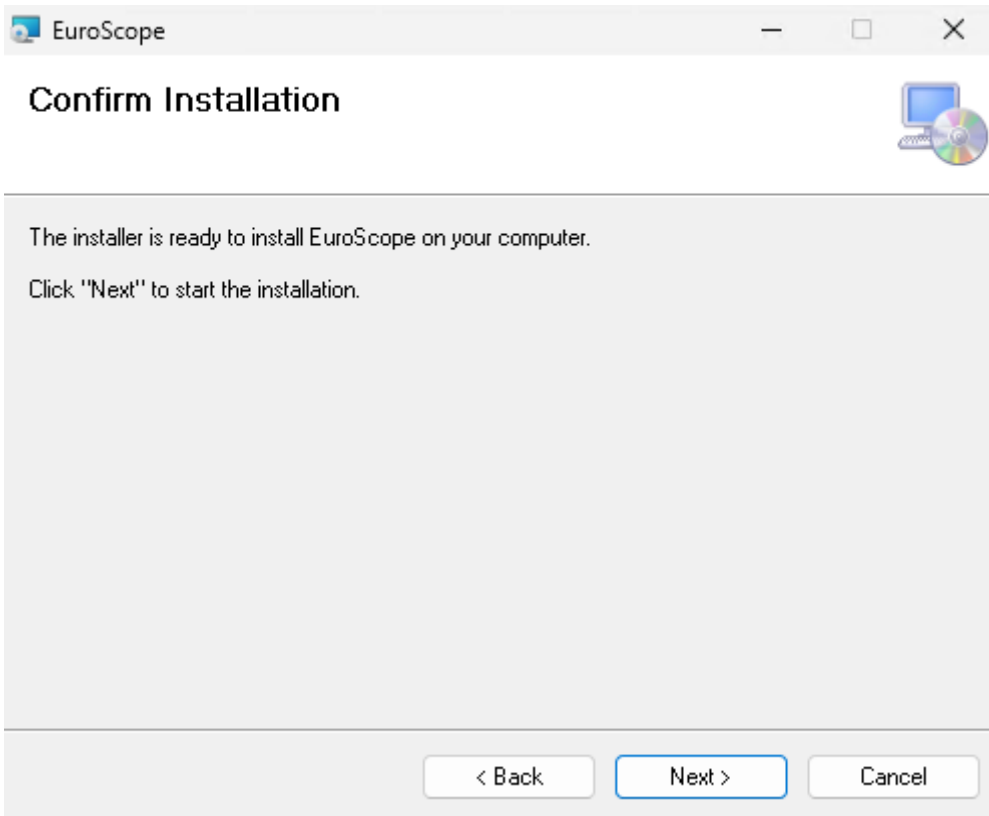 EuroScope
Confirm Installation
The installer is ready to install EuroScope on your computer.
Click "Next" to start the installation.
< Back
Next >
Cancel